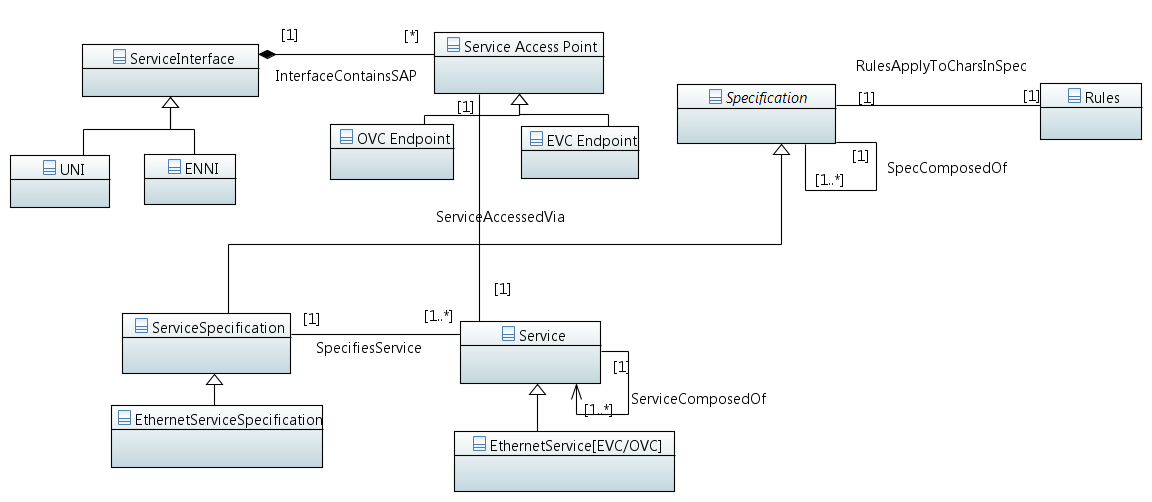 [1]
[*]
ServiceInterface
Service Access Point
InterfaceContainsSAP
RulesApplyToCharsInSpec
Specification
[1]
[1]
Rules
[1]
OVC Endpoint
EVC Endpoint
[1]
SpecComposedOf
[1..*]
UNI
ENNI
ServiceAccessedVia
[1]
ServiceSpecification
[1]
[1..*]
Service
SpecifiesService
[1]
ServiceComposedOf
[1..*]
EthernetServiceSpecification
EthernetService[EVC/OVC]